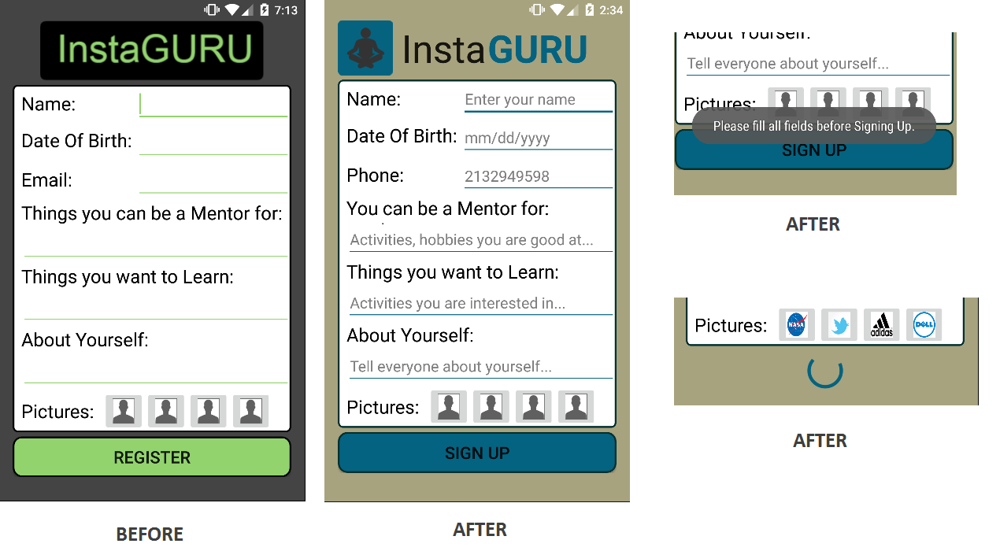 7:13
InstaGURU
Name:
Date Of Birth:
Email:
Things you can be a Mentor for:
Things you want to Learn:
About Yourself:
Pictures:
REGISTER
BEFORE
2:34
InstaGURU
Name: Enter your name
Date Of Birth: mm/dd/yyyy
Phone: 2132949598
You can be a Mentor for:
Activities, hobbies you are good at...
Things you want to Learn:
Activities you are interested in...
About Yourself:
Tell everyone about yourself...
Pictures:
SIGN UP
AFTER
About Yourself:
Tell everyone about yourself...
Pictures:
Please fill all fields before Signing Up.
SIGN UP
AFTER
Pictures: NASA adidas DELL
AFTER